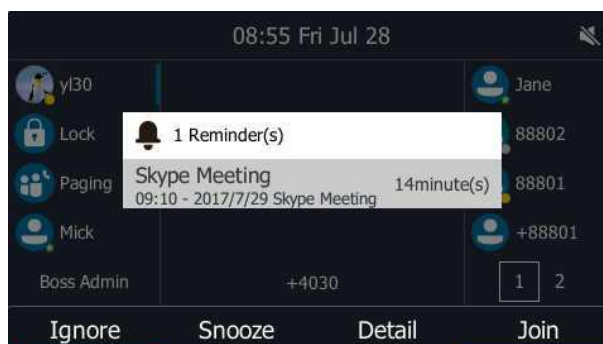 08:55 Fri Jul 28
yl30
Jane
Lock
1 Reminder(s)
88802
Paging
Skype Meeting
14minute(s)
09:10 - 2017/7/29 Skype Meeting
88801
Mick
+88801
Boss Admin
+4030
1 2
Ignore Snooze Detail Join